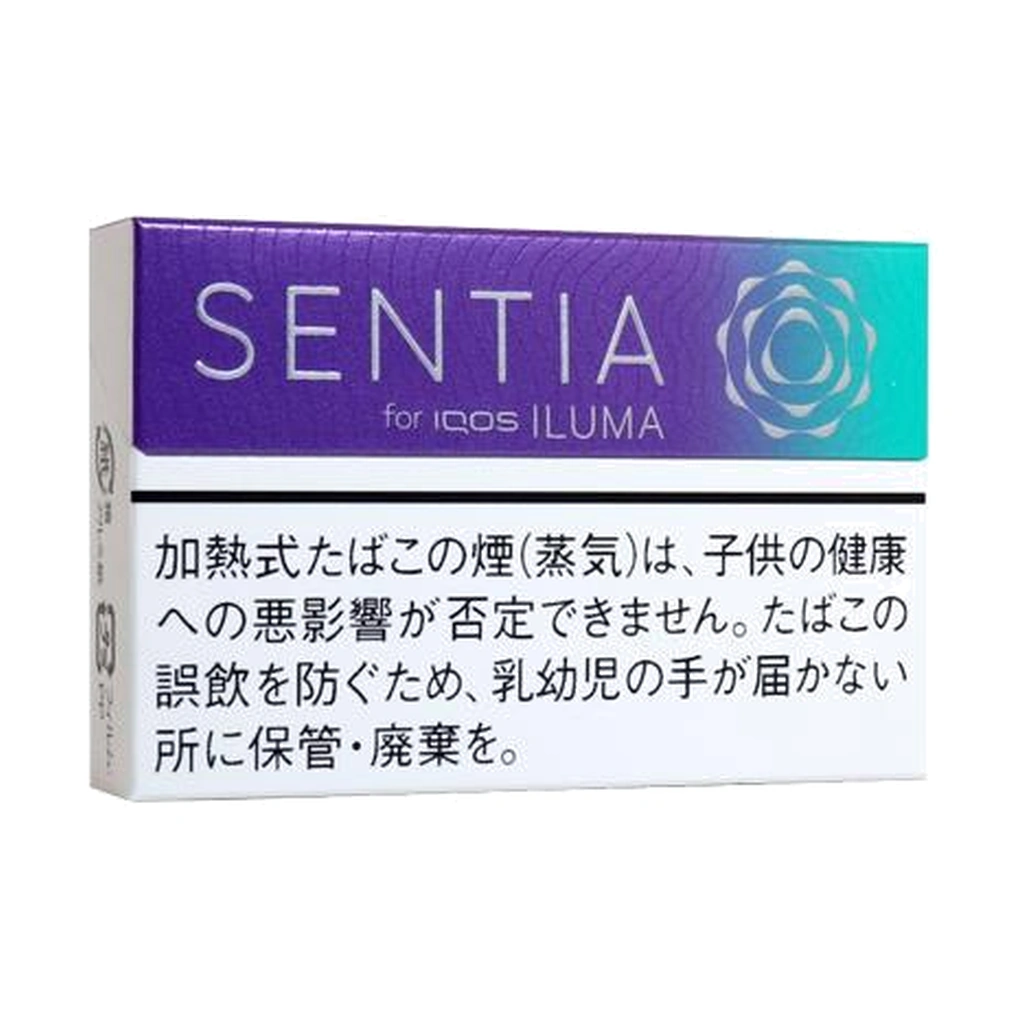 SENTIA
for IQOS ILUMA
加熱式たばこの煙(蒸気)は、子供の健康
への悪影響が否定できません。たばこの
誤飲を防ぐため、乳幼児の手が届かない
所に保管・廃棄を。